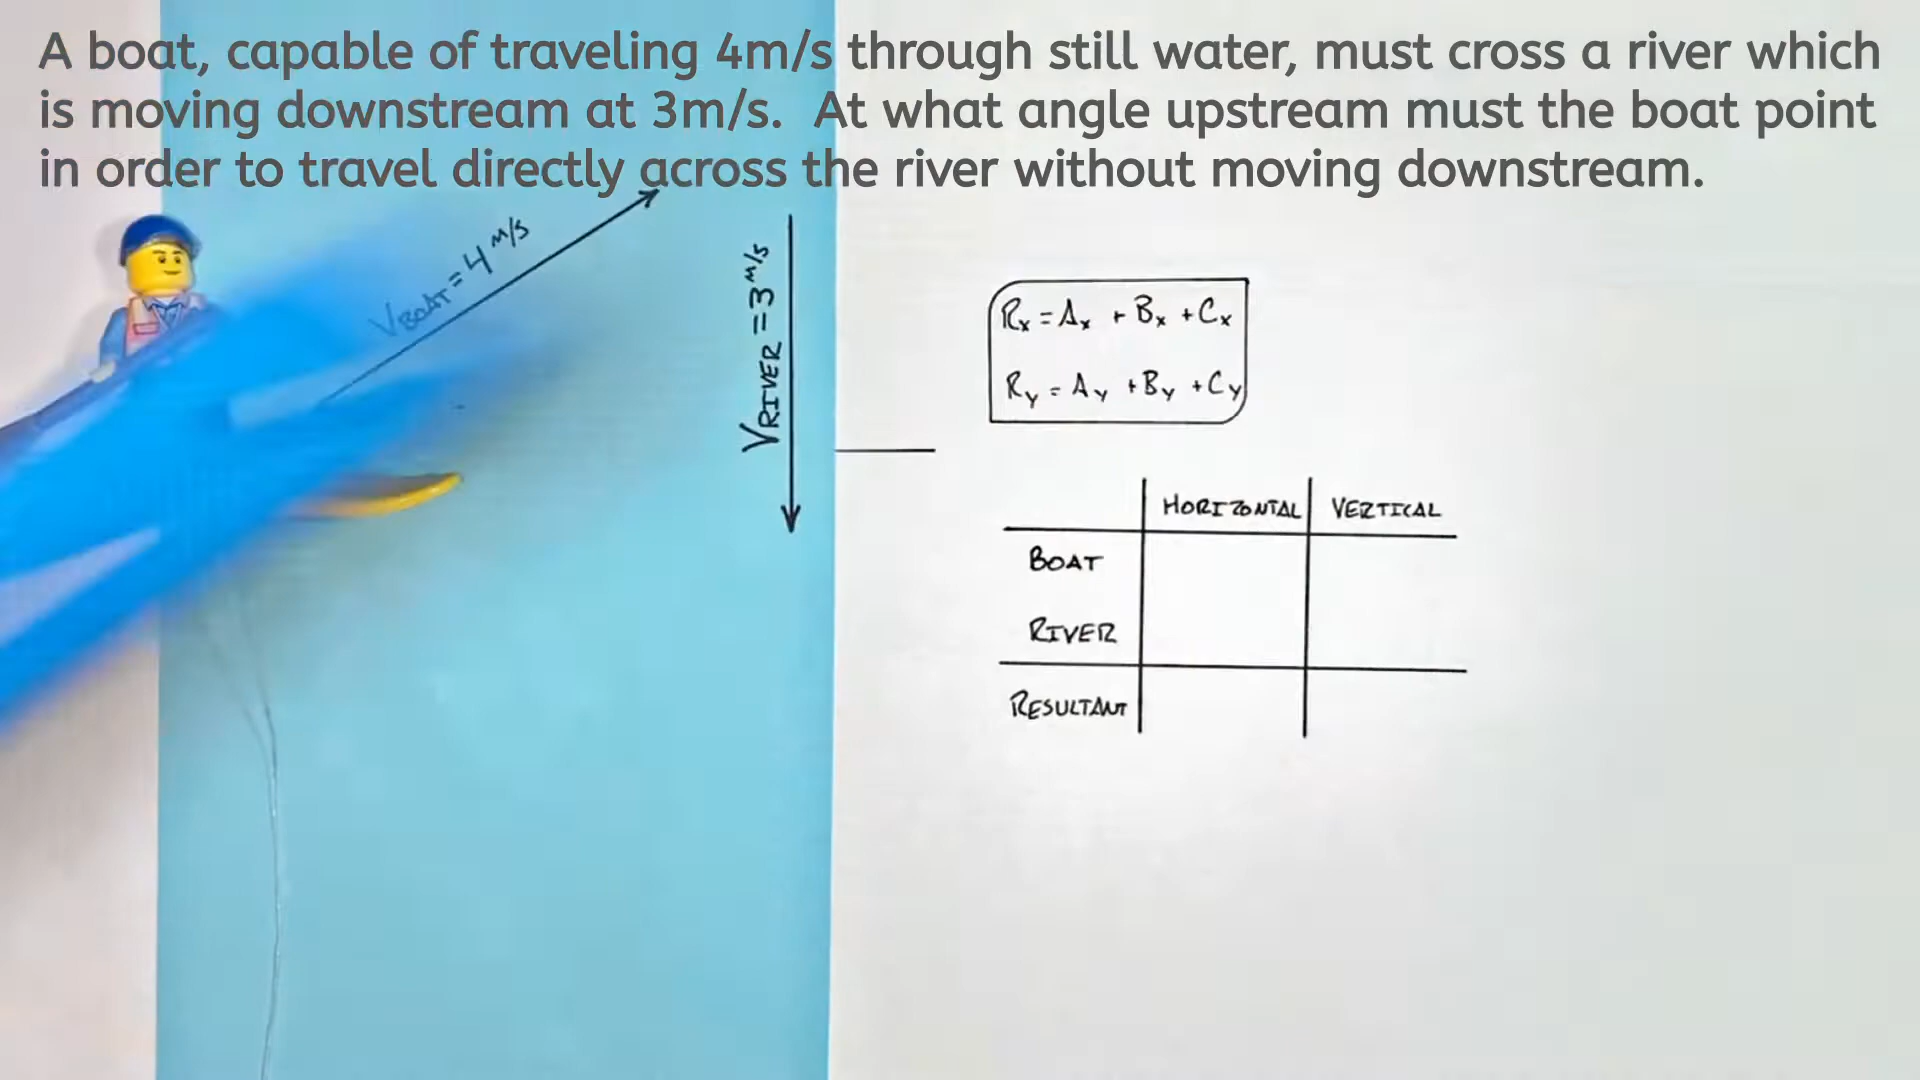 A boat, capable of traveling 4m/s through still water, must cross a river which
is moving downstream at 3m/s. At what angle upstream must the boat point
in order to travel directly across the river without moving downstream.
VBOAT = 4 M/S
VRIVER = 3 M/S
Rx = Ax + Bx + Cx
Ry = Ay + By + Cy
HORIZONTAL VERTICAL
BOAT
RIVER
RESULTANT